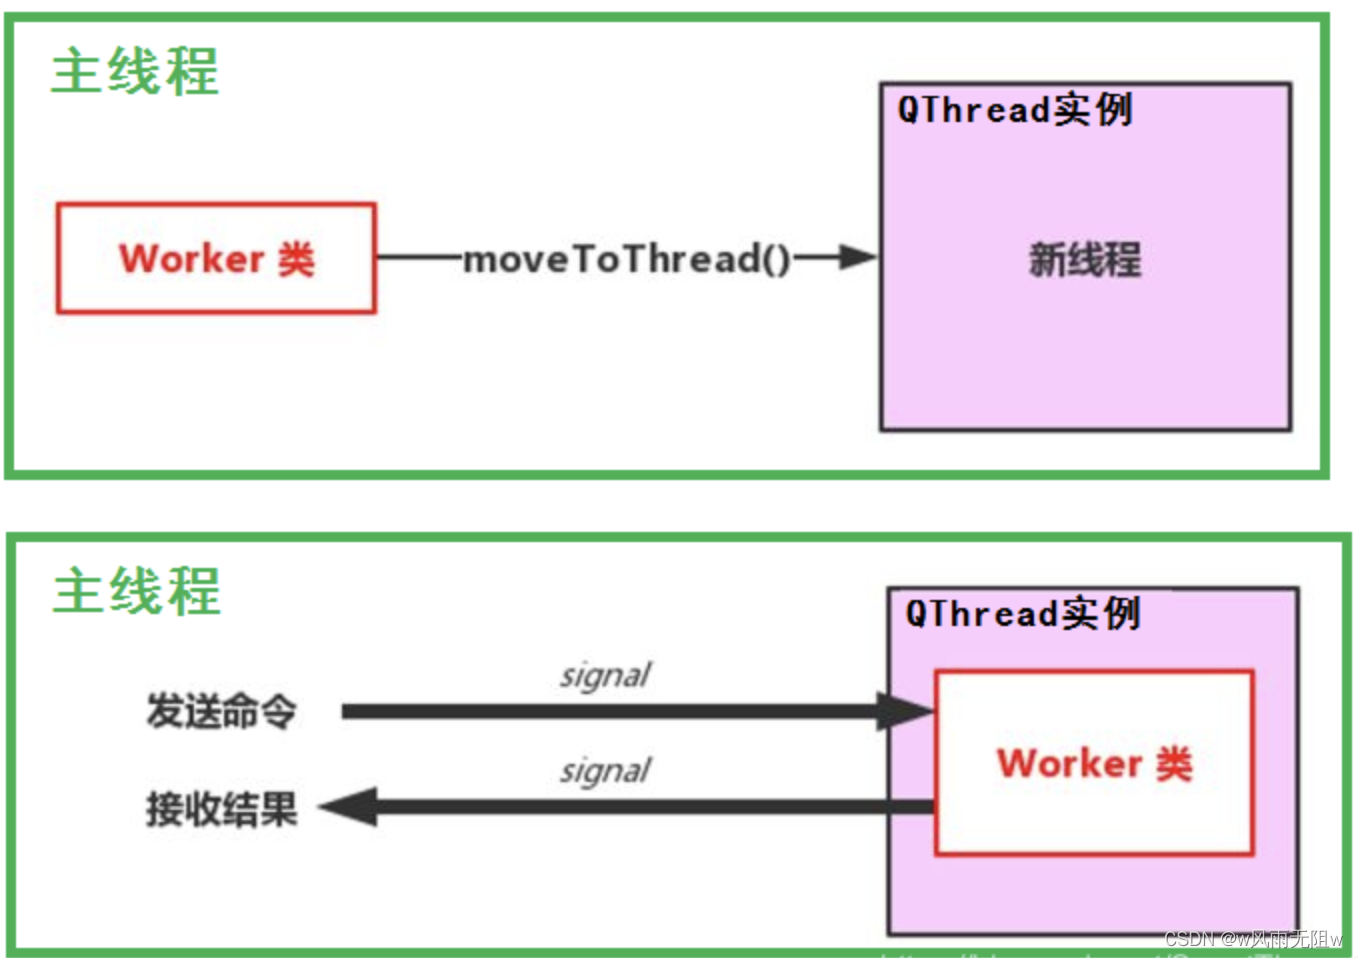 主线程
QThread实例
Worker 类
moveToThread()
新线程
主线程
QThread实例
signal
发送命令
signal
接收结果
Worker 类
CSDN @w风雨无阻w